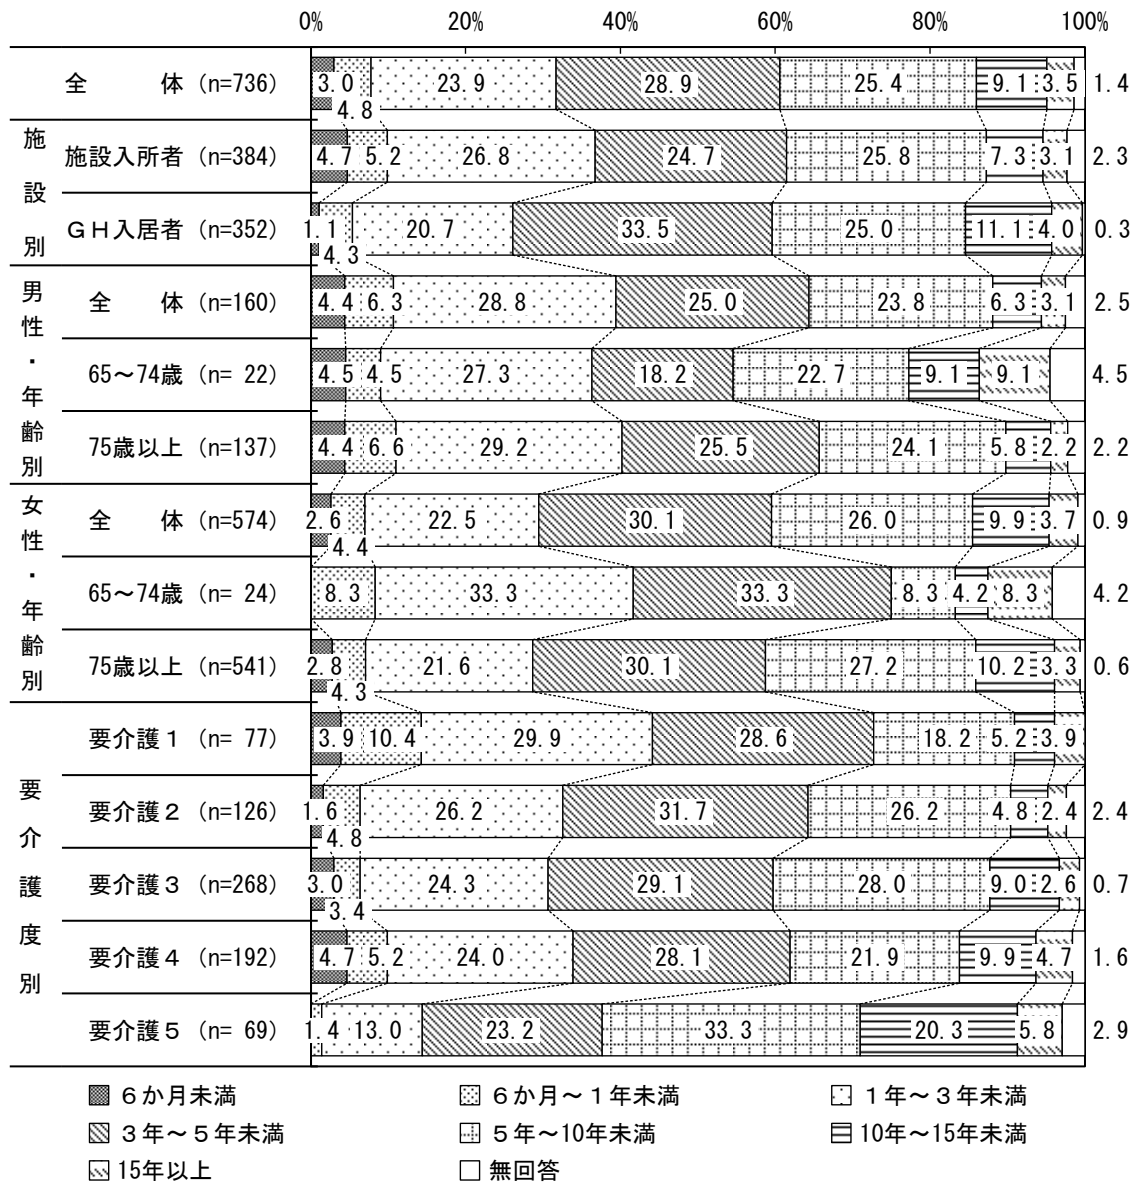 0% 20% 40% 60% 80% 100%
全　　体 (n=736) 3.0 4.8 23.9 28.9 25.4 9.1 3.5 1.4
施設別
施設入所者 (n=384) 4.7 5.2 26.8 24.7 25.8 7.3 3.1 2.3
ＧＨ入居者 (n=352) 1.1 4.3 20.7 33.5 25.0 11.1 4.0 0.3
男性・年齢別
全　　体 (n=160) 4.4 6.3 28.8 25.0 23.8 6.3 3.1 2.5
65～74歳 (n= 22) 4.5 4.5 27.3 18.2 22.7 9.1 9.1 4.5
75歳以上 (n=137) 4.4 6.6 29.2 25.5 24.1 5.8 2.2 2.2
女性・年齢別
全　　体 (n=574) 2.6 4.4 22.5 30.1 26.0 9.9 3.7 0.9
65～74歳 (n= 24) 8.3 33.3 33.3 8.3 4.2 8.3 4.2
75歳以上 (n=541) 2.8 4.3 21.6 30.1 27.2 10.2 3.3 0.6
要介護度別
要介護１ (n= 77) 3.9 10.4 29.9 28.6 18.2 5.2 3.9
要介護２ (n=126) 1.6 4.8 26.2 31.7 26.2 4.8 2.4 2.4
要介護３ (n=268) 3.0 3.4 24.3 29.1 28.0 9.0 2.6 0.7
要介護４ (n=192) 4.7 5.2 24.0 28.1 21.9 9.9 4.7 1.6
要介護５ (n= 69) 1.4 13.0 23.2 33.3 20.3 5.8 2.9
６か月未満 ６か月～１年未満 １年～３年未満
３年～５年未満 ５年～10年未満 10年～15年未満
15年以上 無回答